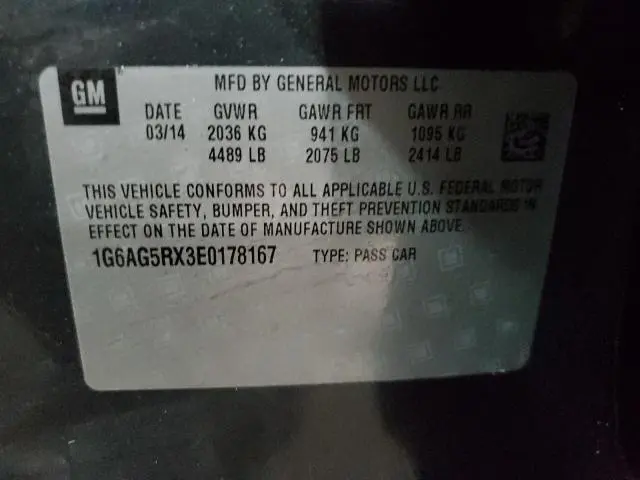 GM
MFD BY GENERAL MOTORS LLC
DATE GVWR GAWR FRT GAWR RR
03/14 2036 KG 941 KG 1095 KG
4489 LB 2075 LB 2414 LB
THIS VEHICLE CONFORMS TO ALL APPLICABLE U.S. FEDERAL MOTOR
VEHICLE SAFETY, BUMPER, AND THEFT PREVENTION STANDARDS IN
EFFECT ON THE DATE OF MANUFACTURE SHOWN ABOVE.
1G6AG5RX3E0178167 TYPE: PASS CAR